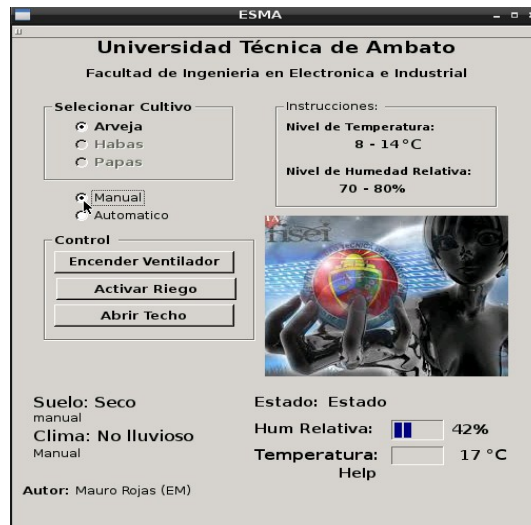 ESMA
Universidad Técnica de Ambato
Facultad de Ingenieria en Electronica e Industrial
Selecionar Cultivo
Arveja
Habas
Papas
Instrucciones:
Nivel de Temperatura:
8 - 14°C
Nivel de Humedad Relativa:
70 - 80%
Manual
Automatico
Control
Encender Ventilador
Activar Riego
Abrir Techo
risei
Suelo: Seco
manual
Clima: No lluvioso
Manual
Estado: Estado
Hum Relativa: 42%
Temperatura: 17 °C
Help
Autor: Mauro Rojas (EM)